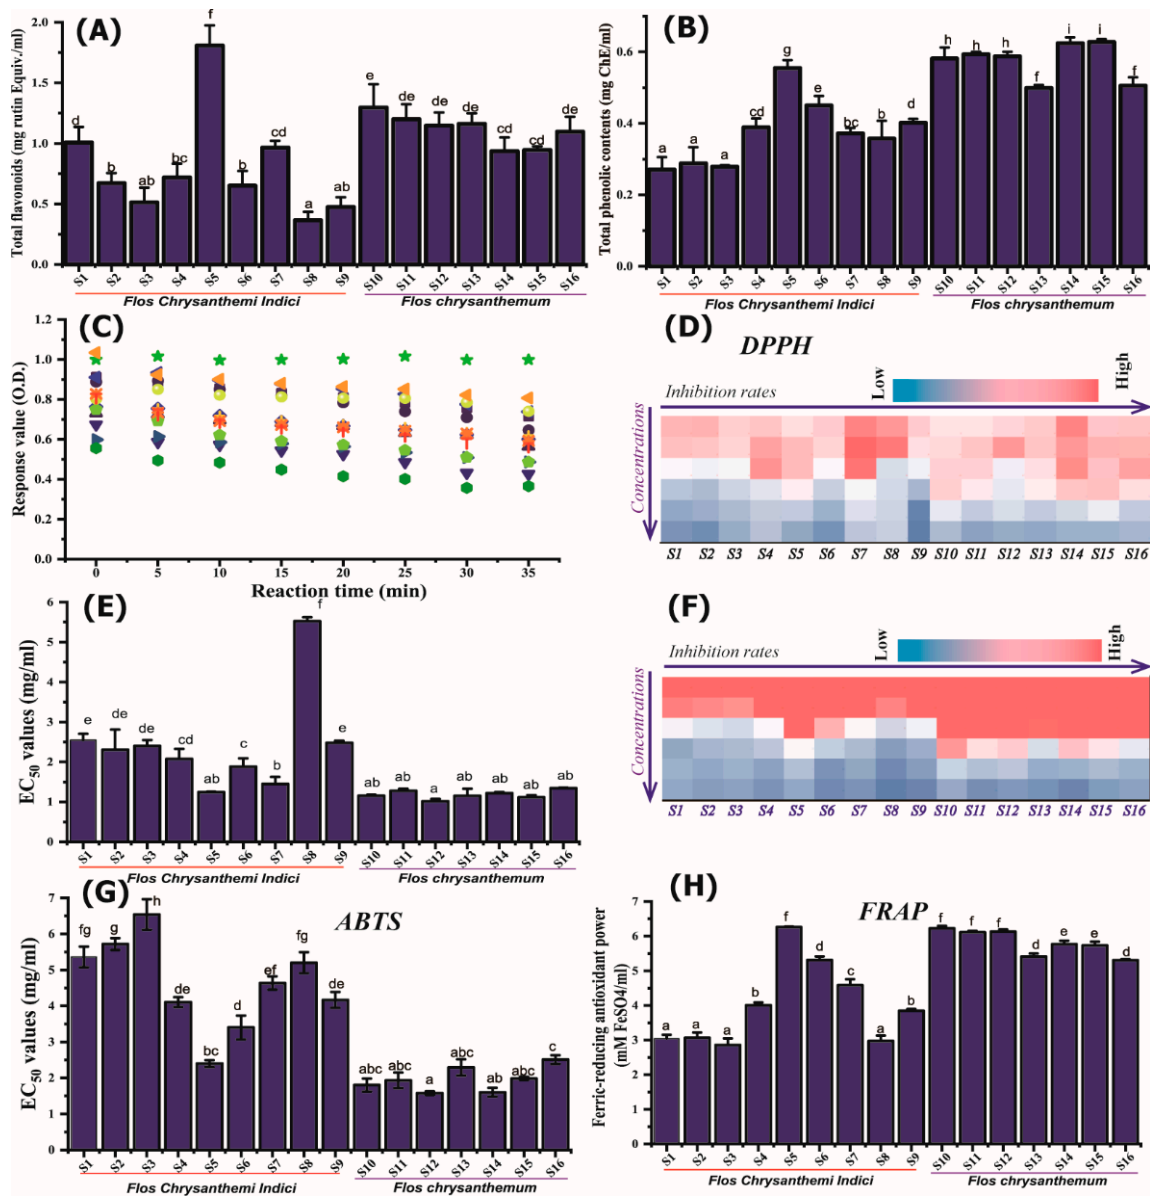 (A)
Total flavonoids (mg rutin Equiv./ml)
2.0
1.5
1.0
0.5
0.0
d
b
ab
bc
f
b
cd
a
ab
e
de
de
de
cd
cd
de
S1 S2 S3 S4 S5 S6 S7 S8 S9 S10 S11 S12 S13 S14 S15 S16
Flos Chrysanthemi Indici
Flos chrysanthemum
(B)
Total phenolic contents (mg ChE/ml)
0.6
0.4
0.2
0.0
a
a
a
cd
g
e
bc
b
d
h
h
h
f
i
i
f
S1 S2 S3 S4 S5 S6 S7 S8 S9 S10 S11 S12 S13 S14 S15 S16
Flos Chrysanthemi Indici
Flos chrysanthemum
(C)
Response value (O.D.)
1.2
1.0
0.8
0.6
0.4
0.2
0.0
0 5 10 15 20 25 30 35
Reaction time (min)
(D)
DPPH
Low
High
Inhibition rates
Concentrations
S1 S2 S3 S4 S5 S6 S7 S8 S9 S10 S11 S12 S13 S14 S15 S16
(E)
EC50 values (mg/ml)
6
5
4
3
2
1
0
e
de
de
cd
ab
c
b
f
e
ab
ab
a
ab
ab
ab
ab
S1 S2 S3 S4 S5 S6 S7 S8 S9 S10 S11 S12 S13 S14 S15 S16
Flos Chrysanthemi Indici
Flos chrysanthemum
(F)
Low
High
Inhibition rates
Concentrations
S1 S2 S3 S4 S5 S6 S7 S8 S9 S10 S11 S12 S13 S14 S15 S16
(G)
ABTS
EC50 values (mg/ml)
7
6
5
4
3
2
1
0
fg
g
h
de
bc
d
ef
fg
de
abc
abc
a
abc
ab
abc
c
S1 S2 S3 S4 S5 S6 S7 S8 S9 S10 S11 S12 S13 S14 S15 S16
Flos Chrysanthemi Indici
Flos chrysanthemum
(H)
FRAP
Ferric-reducing antioxidant power
(mM FeSO4/ml)
7
6
5
4
3
2
1
0
a
a
a
b
f
d
c
a
b
f
f
f
d
e
e
d
S1 S2 S3 S4 S5 S6 S7 S8 S9 S10 S11 S12 S13 S14 S15 S16
Flos Chrysanthemi Indici
Flos chrysanthemum